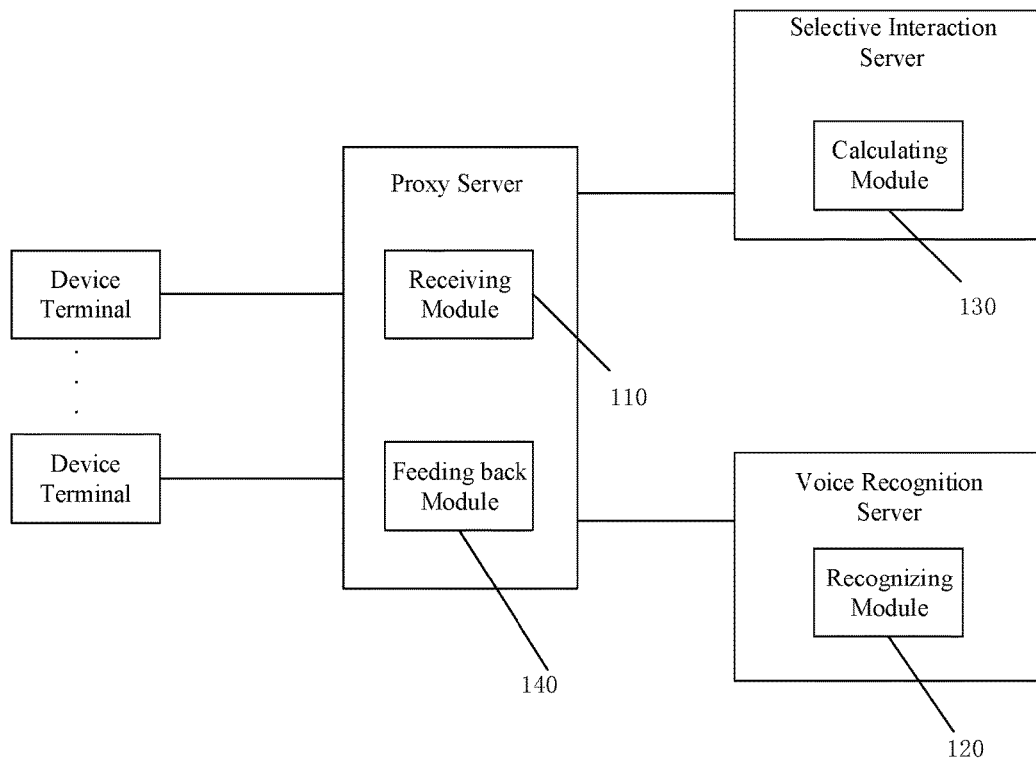 Selective Interaction
Server
Calculating
Module
130
Proxy Server
Receiving
Module
110
Feeding back
Module
140
Device
Terminal
Device
Terminal
Voice Recognition
Server
Recognizing
Module
120